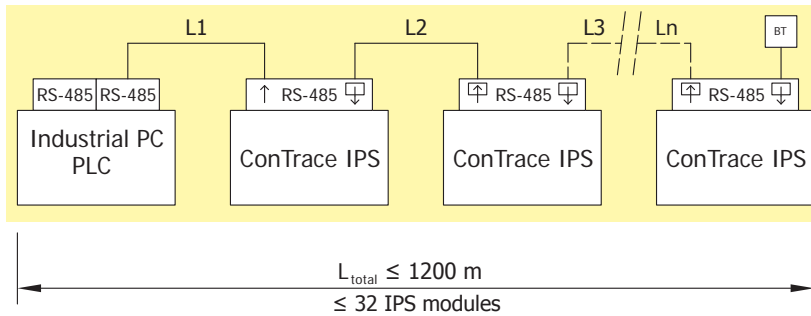 L1
L2
L3
Ln
BT
RS-485 RS-485
RS-485
RS-485
RS-485
Industrial PC
PLC
ConTrace IPS
ConTrace IPS
ConTrace IPS
Ltotal ≤ 1200 m
≤ 32 IPS modules